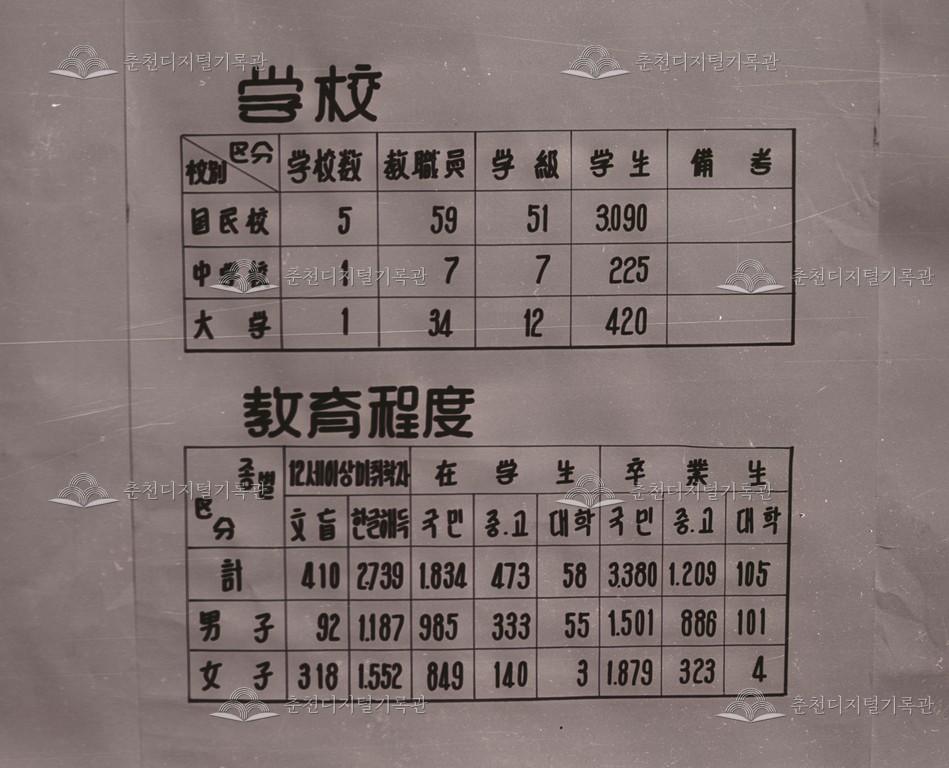 춘천디지털기록관 춘천디지털기록관
学校
校別 区分 学校数 教職員 学級 学生 備考
国民校 5 59 51 3.090
中学校 1 7 7 225
춘천디지털기록관 춘천디지털기록관
大学 1 34 12 420
教育程度
종별 区分 12세이상미취학자 在学生 卒業生
춘천디지털기록관 춘천디지털기록관
文盲 한글해득 국민 중.고 대학 국민 중.고 대학
計 410 2.739 1.834 473 58 3.380 1.209 105
男子 92 1.187 985 333 55 1.501 886 101
女子 318 1.552 849 140 3 1.879 323 4
춘천디지털기록관 춘천디지털기록관